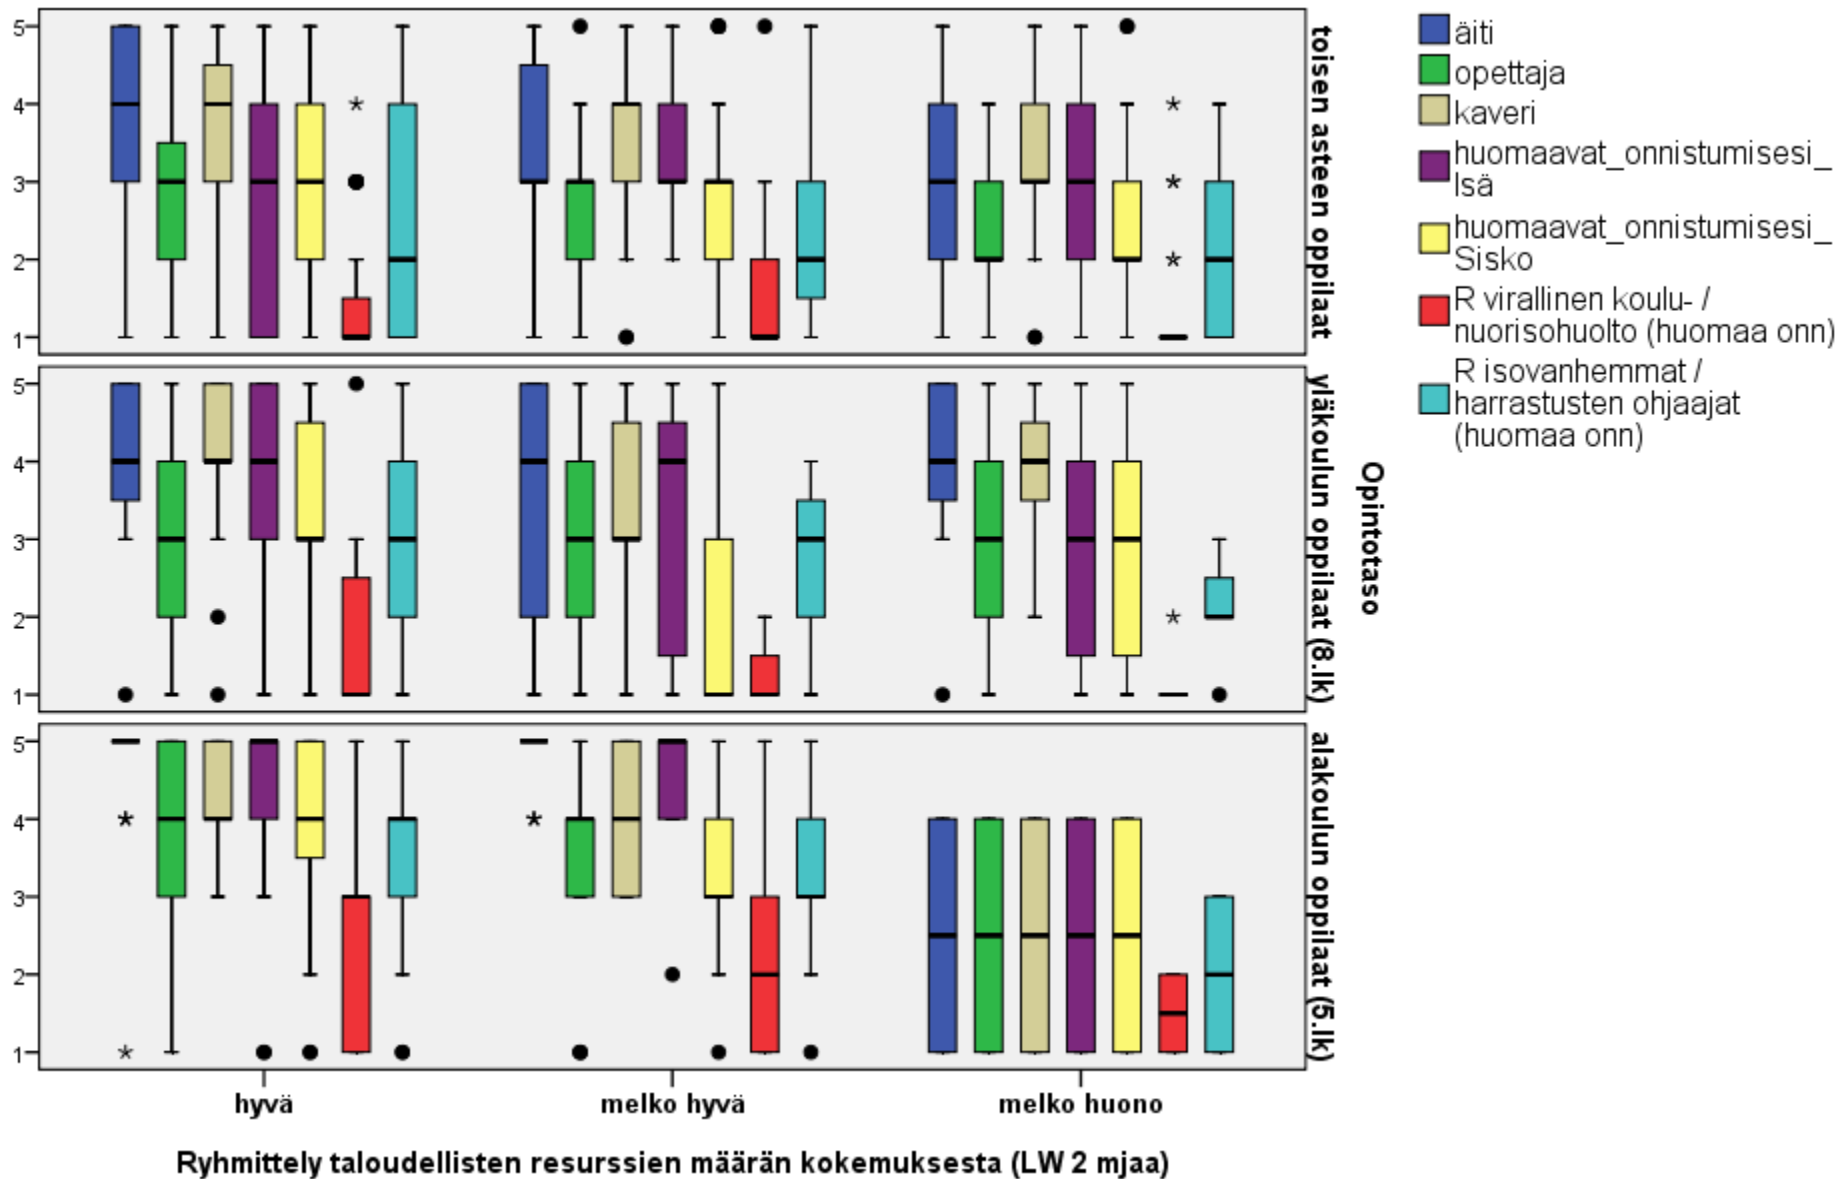 5
4
3
2
1
toisen asteen oppilaat
5
4
3
2
1
yläkoulun oppilaat (8.lk)
5
4
3
2
1
alakoulun oppilaat (5.lk)
Opintotaso
hyvä
melko hyvä
melko huono
Ryhmittely taloudellisten resurssien määrän kokemuksesta (LW 2 mjaa)
äiti
opettaja
kaveri
huomaavat_onnistumisesi_
Isä
huomaavat_onnistumisesi_
Sisko
R virallinen koulu- /
nuorisohuolto (huomaa onn)
R isovanhemmat /
harrastusten ohjaajat
(huomaa onn)